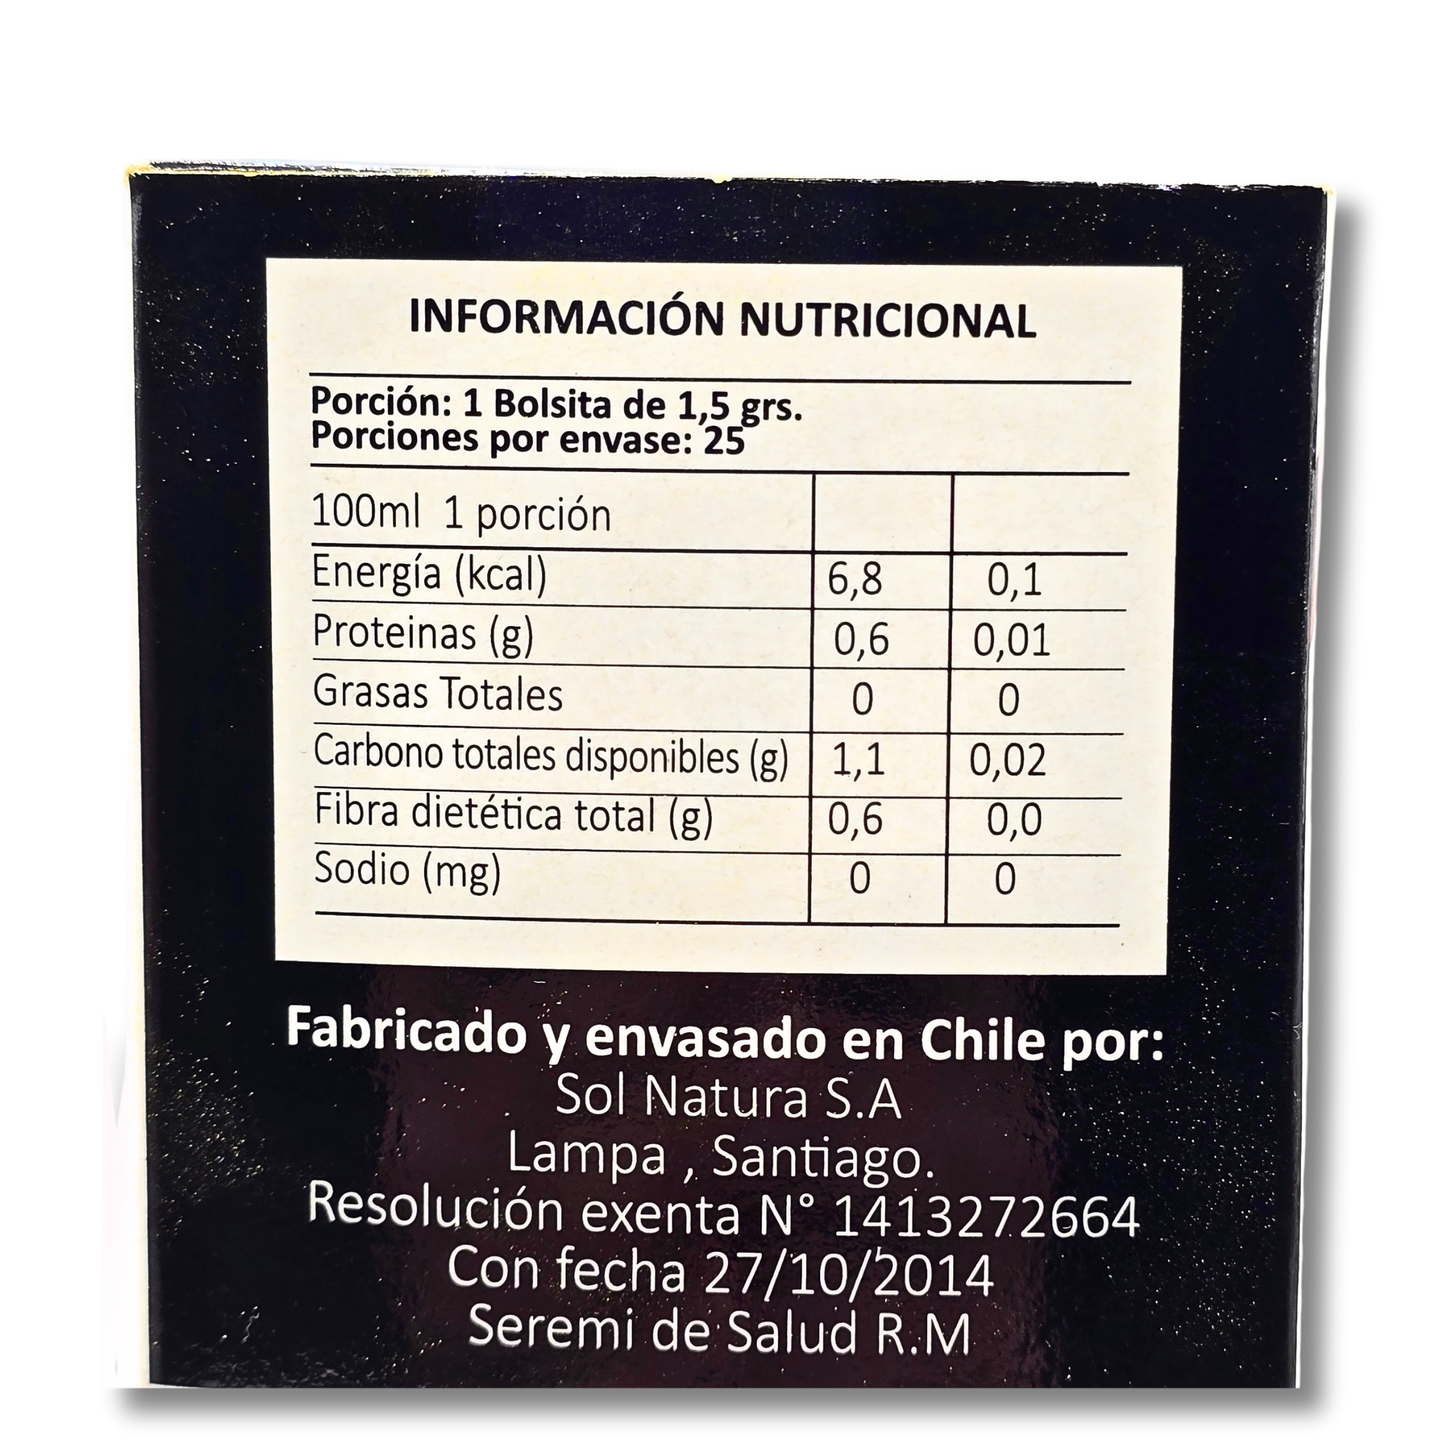 INFORMACIÓN NUTRICIONAL
Porción: 1 Bolsita de 1,5 grs.
Porciones por envase: 25
100ml 1 porción
Energía (kcal) 6,8 0,1
Proteinas (g) 0,6 0,01
Grasas Totales 0 0
Carbono totales disponibles (g) 1,1 0,02
Fibra dietética total (g) 0,6 0,0
Sodio (mg) 0 0
Fabricado y envasado en Chile por:
Sol Natura S.A
Lampa , Santiago.
Resolución exenta N° 1413272664
Con fecha 27/10/2014
Seremi de Salud R.M